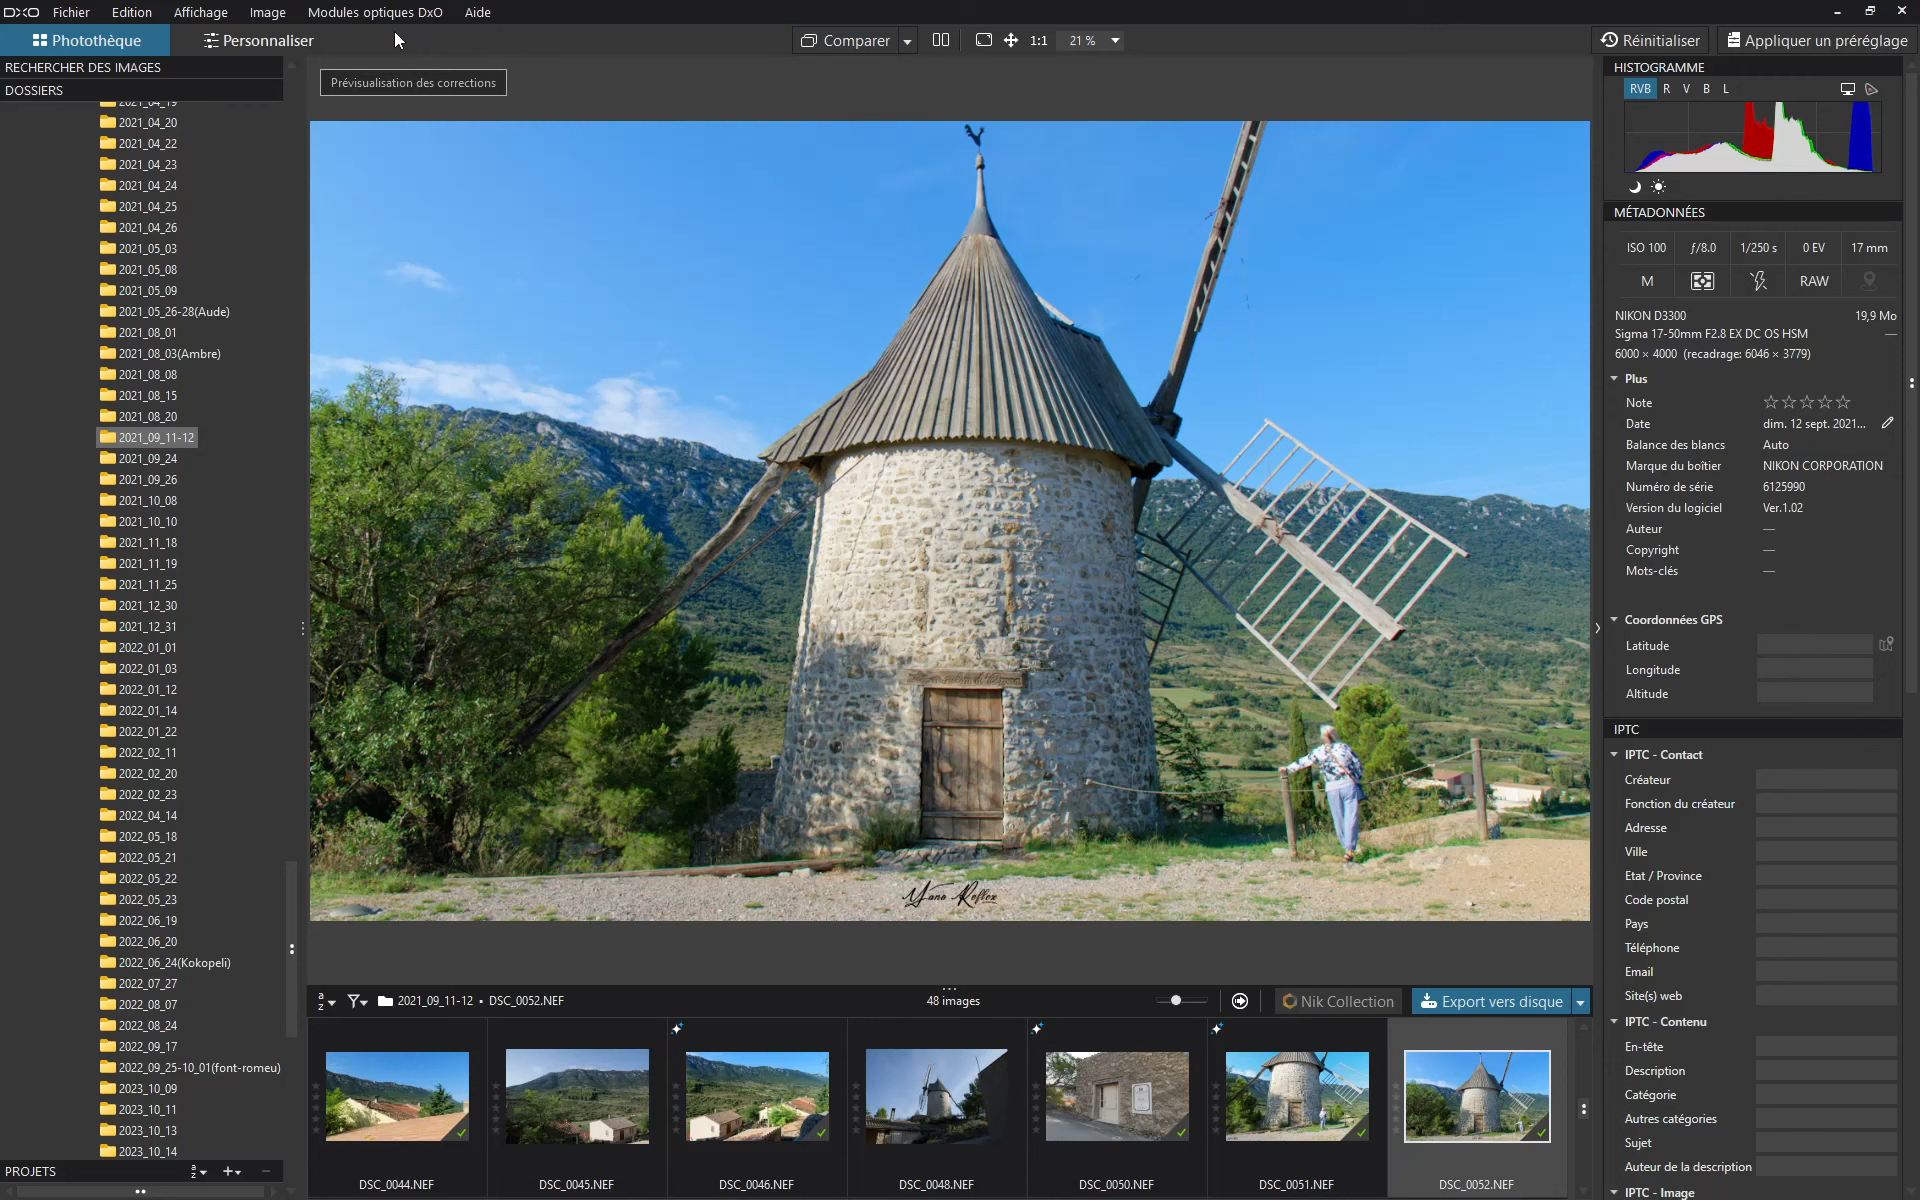 DXO Fichier Edition Affichage Image Modules optiques DxO Aide
Photothèque Personnaliser Comparer 1:1 21 % Réinitialiser Appliquer un préréglage
RECHERCHER DES IMAGES
DOSSIERS
2021_04_19
2021_04_20
2021_04_22
2021_04_23
2021_04_24
2021_04_25
2021_04_26
2021_05_03
2021_05_08
2021_05_09
2021_05_26-28(Aude)
2021_08_01
2021_08_03(Ambre)
2021_08_08
2021_08_15
2021_08_20
2021_09_11-12
2021_09_24
2021_09_26
2021_10_08
2021_10_10
2021_11_18
2021_11_19
2021_11_25
2021_12_30
2021_12_31
2022_01_01
2022_01_03
2022_01_12
2022_01_14
2022_01_22
2022_02_11
2022_02_20
2022_02_23
2022_04_14
2022_05_18
2022_05_21
2022_05_22
2022_05_23
2022_06_19
2022_06_20
2022_06_24(Kokopeli)
2022_07_27
2022_08_07
2022_08_24
2022_09_17
2022_09_25-10_01(font-romeu)
2023_10_09
2023_10_11
2023_10_13
2023_10_14
PROJETS
Prévisualisation des corrections
Yano Reflex
2021_09_11-12 • DSC_0052.NEF 48 images Nik Collection Export vers disque
DSC_0044.NEF DSC_0045.NEF DSC_0046.NEF DSC_0048.NEF DSC_0050.NEF DSC_0051.NEF DSC_0052.NEF
HISTOGRAMME
RVB R V B L
MÉTADONNÉES
ISO 100 ƒ/8.0 1/250 s 0 EV 17 mm
M RAW
NIKON D3300 19,9 Mo
Sigma 17-50mm F2.8 EX DC OS HSM —
6000 × 4000 (recadrage: 6046 × 3779)
Plus
Note ☆☆☆☆☆
Date dim. 12 sept. 2021...
Balance des blancs Auto
Marque du boîtier NIKON CORPORATION
Numéro de série 6125990
Version du logiciel Ver.1.02
Auteur —
Copyright —
Mots-clés —
Coordonnées GPS
Latitude
Longitude
Altitude
IPTC
IPTC - Contact
Créateur
Fonction du créateur
Adresse
Ville
Etat / Province
Code postal
Pays
Téléphone
Email
Site(s) web
IPTC - Contenu
En-tête
Description
Catégorie
Autres catégories
Sujet
Auteur de la description
IPTC - Image